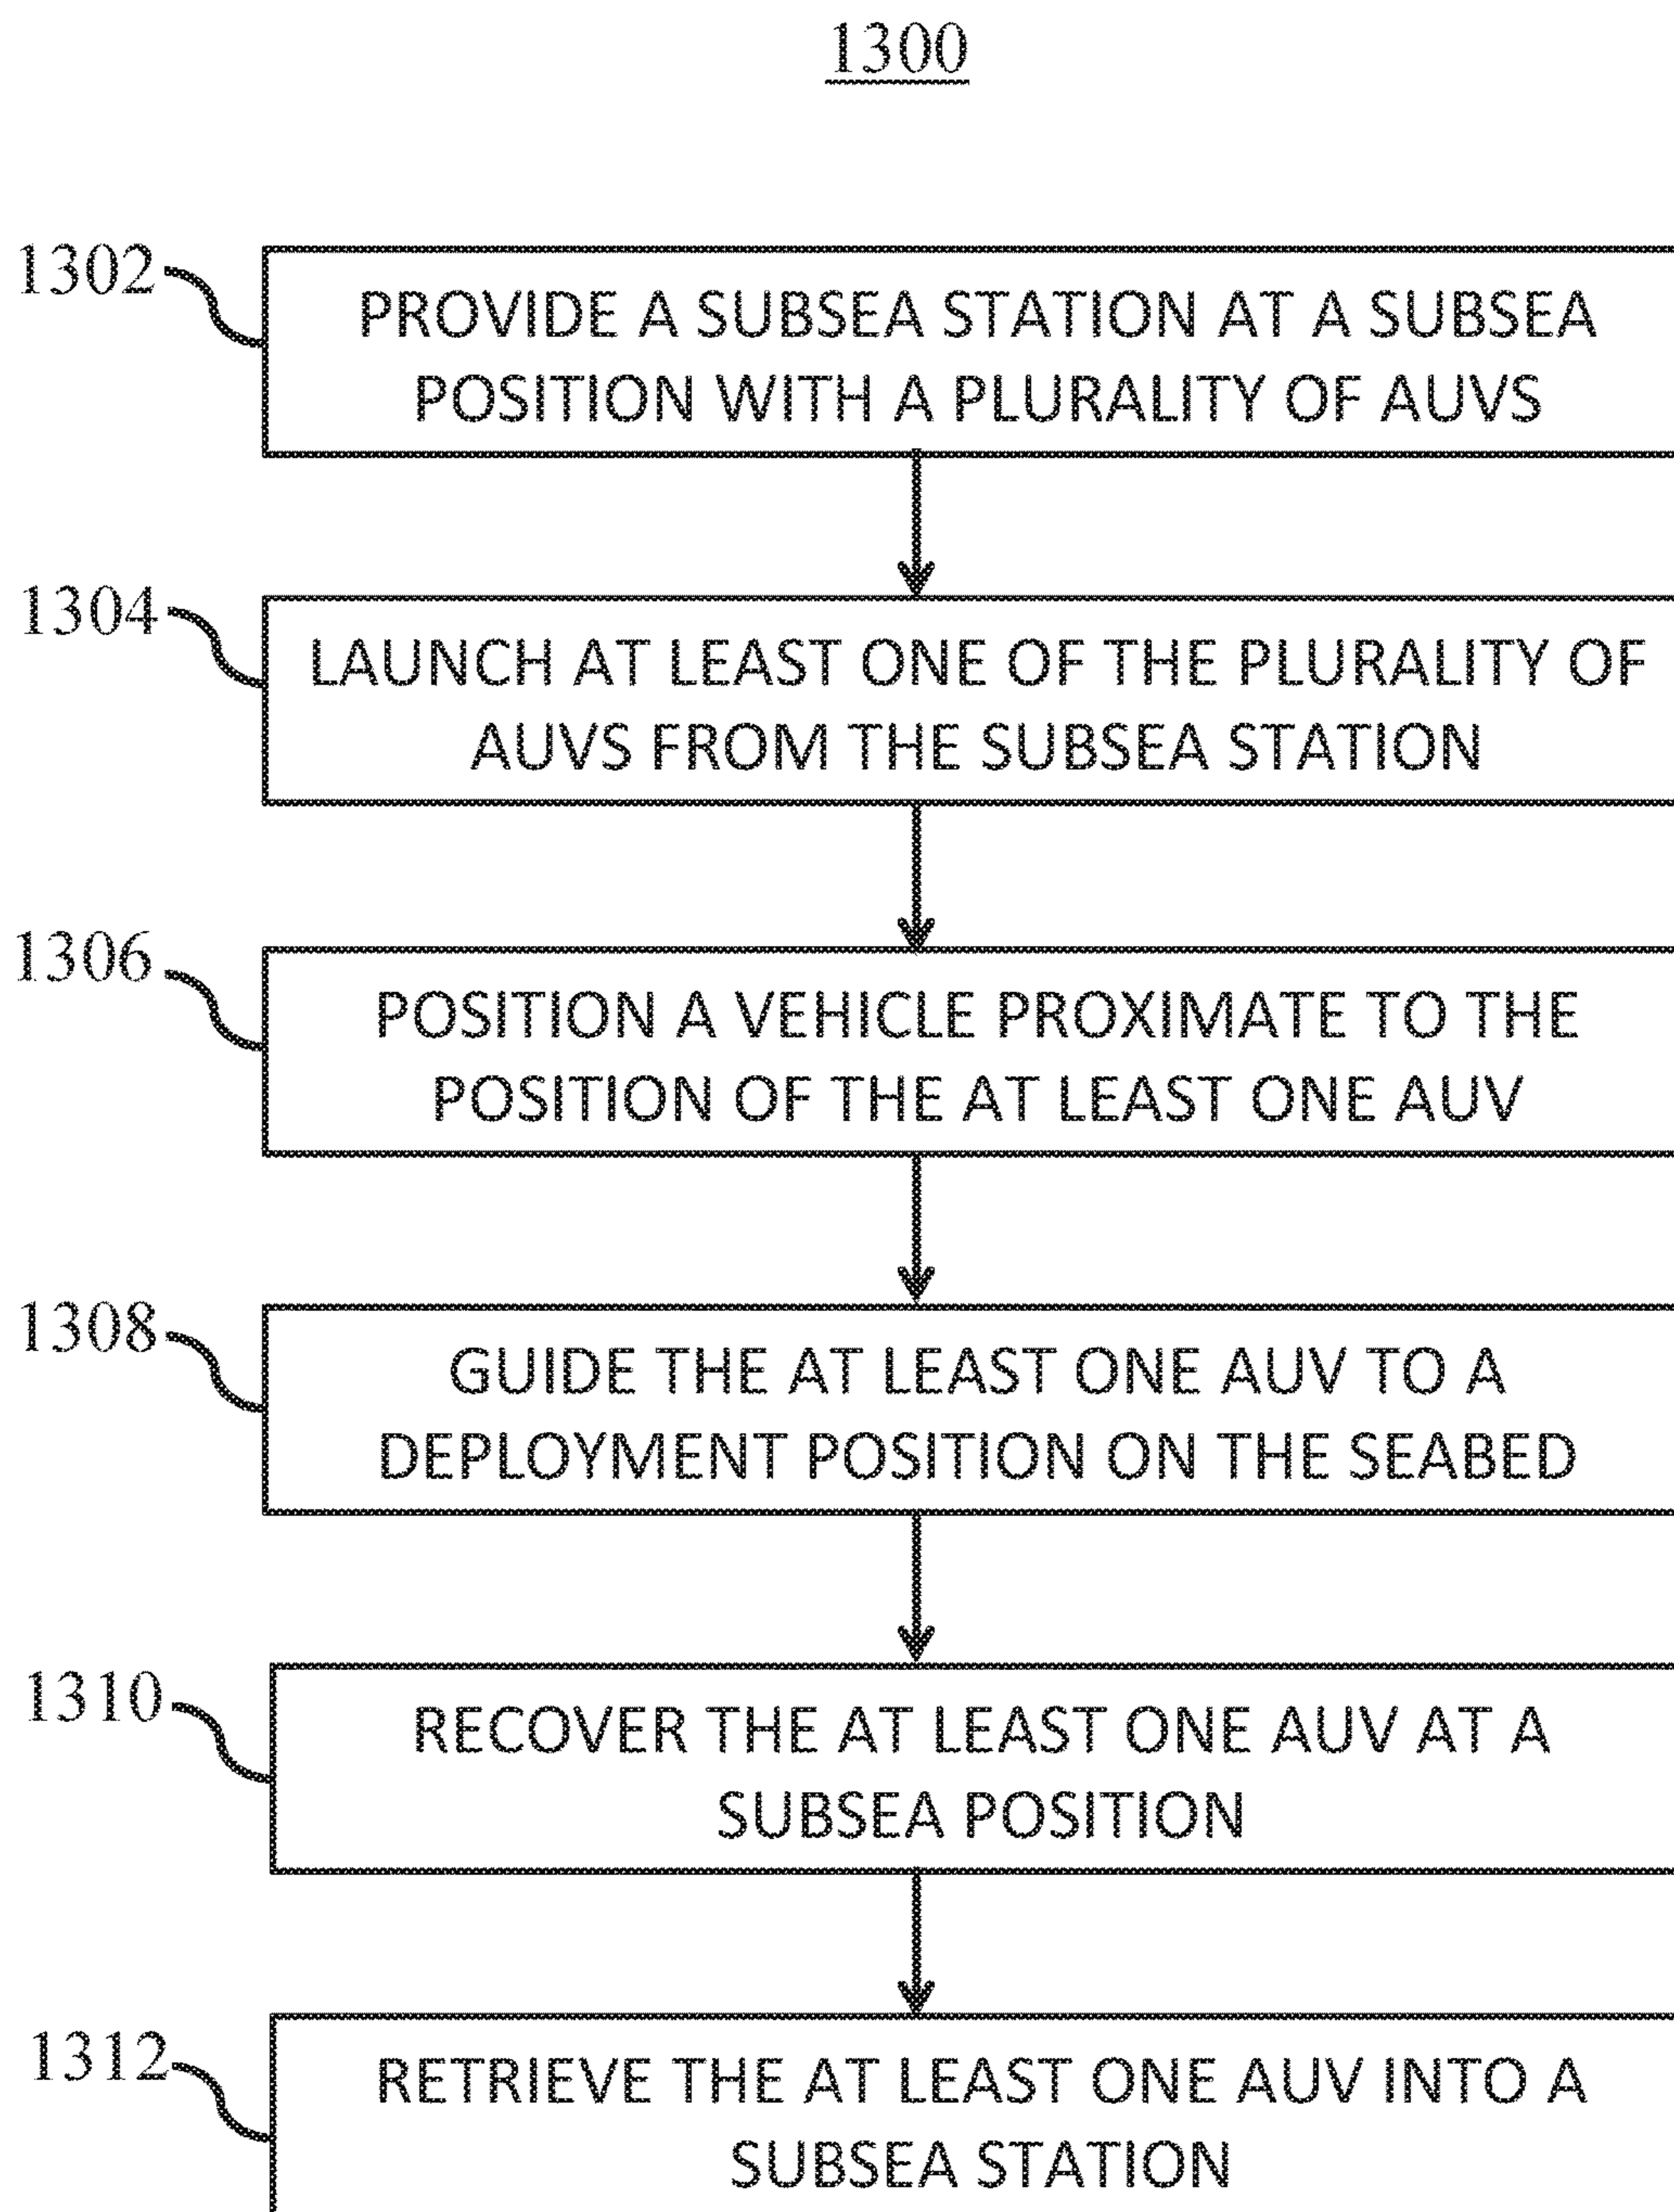 1300
1302
PROVIDE A SUBSEA STATION AT A SUBSEA
POSITION WITH A PLURALITY OF AUVS
1304
LAUNCH AT LEAST ONE OF THE PLURALITY OF
AUVS FROM THE SUBSEA STATION
1306
POSITION A VEHICLE PROXIMATE TO THE
POSITION OF THE AT LEAST ONE AUV
1308
GUIDE THE AT LEAST ONE AUV TO A
DEPLOYMENT POSITION ON THE SEABED
1310
RECOVER THE AT LEAST ONE AUV AT A
SUBSEA POSITION
1312
RETRIEVE THE AT LEAST ONE AUV INTO A
SUBSEA STATION